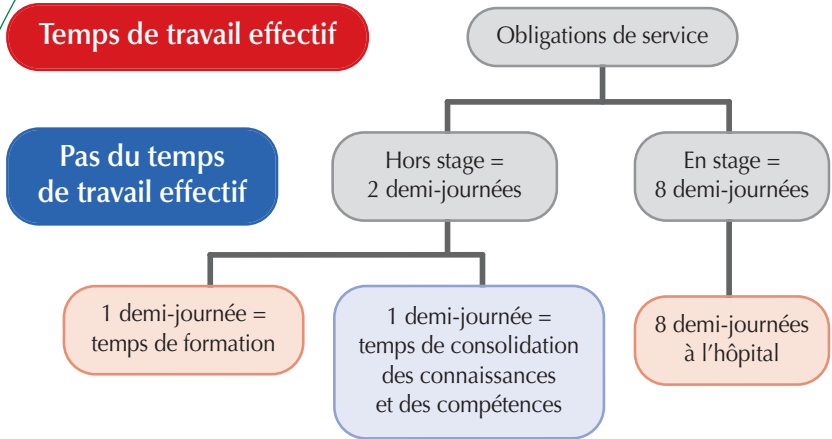 Temps de travail effectif
Obligations de service
Pas du temps
de travail effectif
Hors stage =
2 demi-journées
En stage =
8 demi-journées
1 demi-journée =
temps de formation
1 demi-journée =
temps de consolidation
des connaissances
et des compétences
8 demi-journées
à l’hôpital